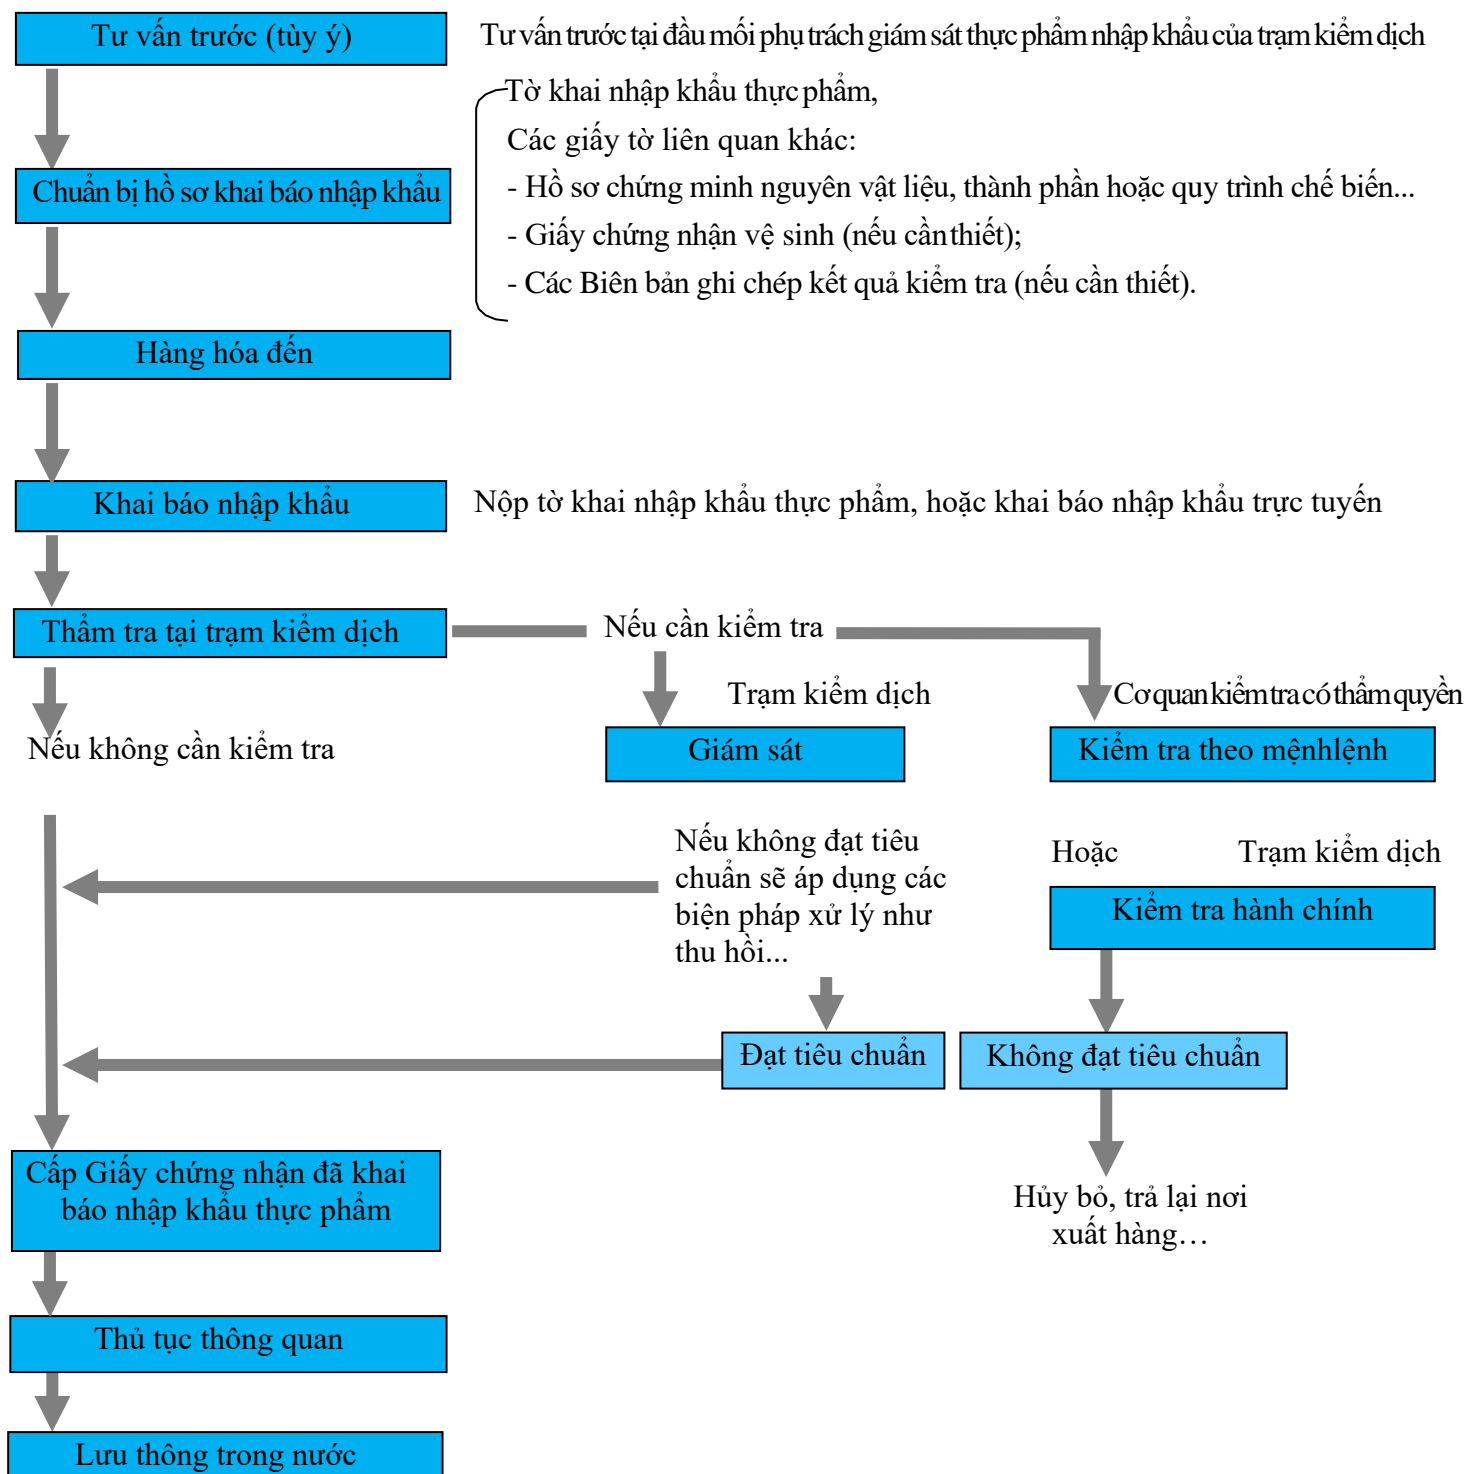 Tư vấn trước (tùy ý)
Tư vấn trước tại đầu mối phụ trách giám sát thực phẩm nhập khẩu của trạm kiểm dịch
Tờ khai nhập khẩu thực phẩm,
Các giấy tờ liên quan khác:
- Hồ sơ chứng minh nguyên vật liệu, thành phần hoặc quy trình chế biến...
- Giấy chứng nhận vệ sinh (nếu cần thiết);
- Các Biên bản ghi chép kết quả kiểm tra (nếu cần thiết).
Chuẩn bị hồ sơ khai báo nhập khẩu
Hàng hóa đến
Khai báo nhập khẩu
Nộp tờ khai nhập khẩu thực phẩm, hoặc khai báo nhập khẩu trực tuyến
Thẩm tra tại trạm kiểm dịch
Nếu cần kiểm tra
Trạm kiểm dịch
Cơ quan kiểm tra có thẩm quyền
Nếu không cần kiểm tra
Giám sát
Kiểm tra theo mệnhlệnh
Nếu không đạt tiêu
chuẩn sẽ áp dụng các
biện pháp xử lý như
thu hồi...
Hoặc
Trạm kiểm dịch
Kiểm tra hành chính
Đạt tiêu chuẩn
Không đạt tiêu chuẩn
Cấp Giấy chứng nhận đã khai
báo nhập khẩu thực phẩm
Hủy bỏ, trả lại nơi
xuất hàng…
Thủ tục thông quan
Lưu thông trong nước